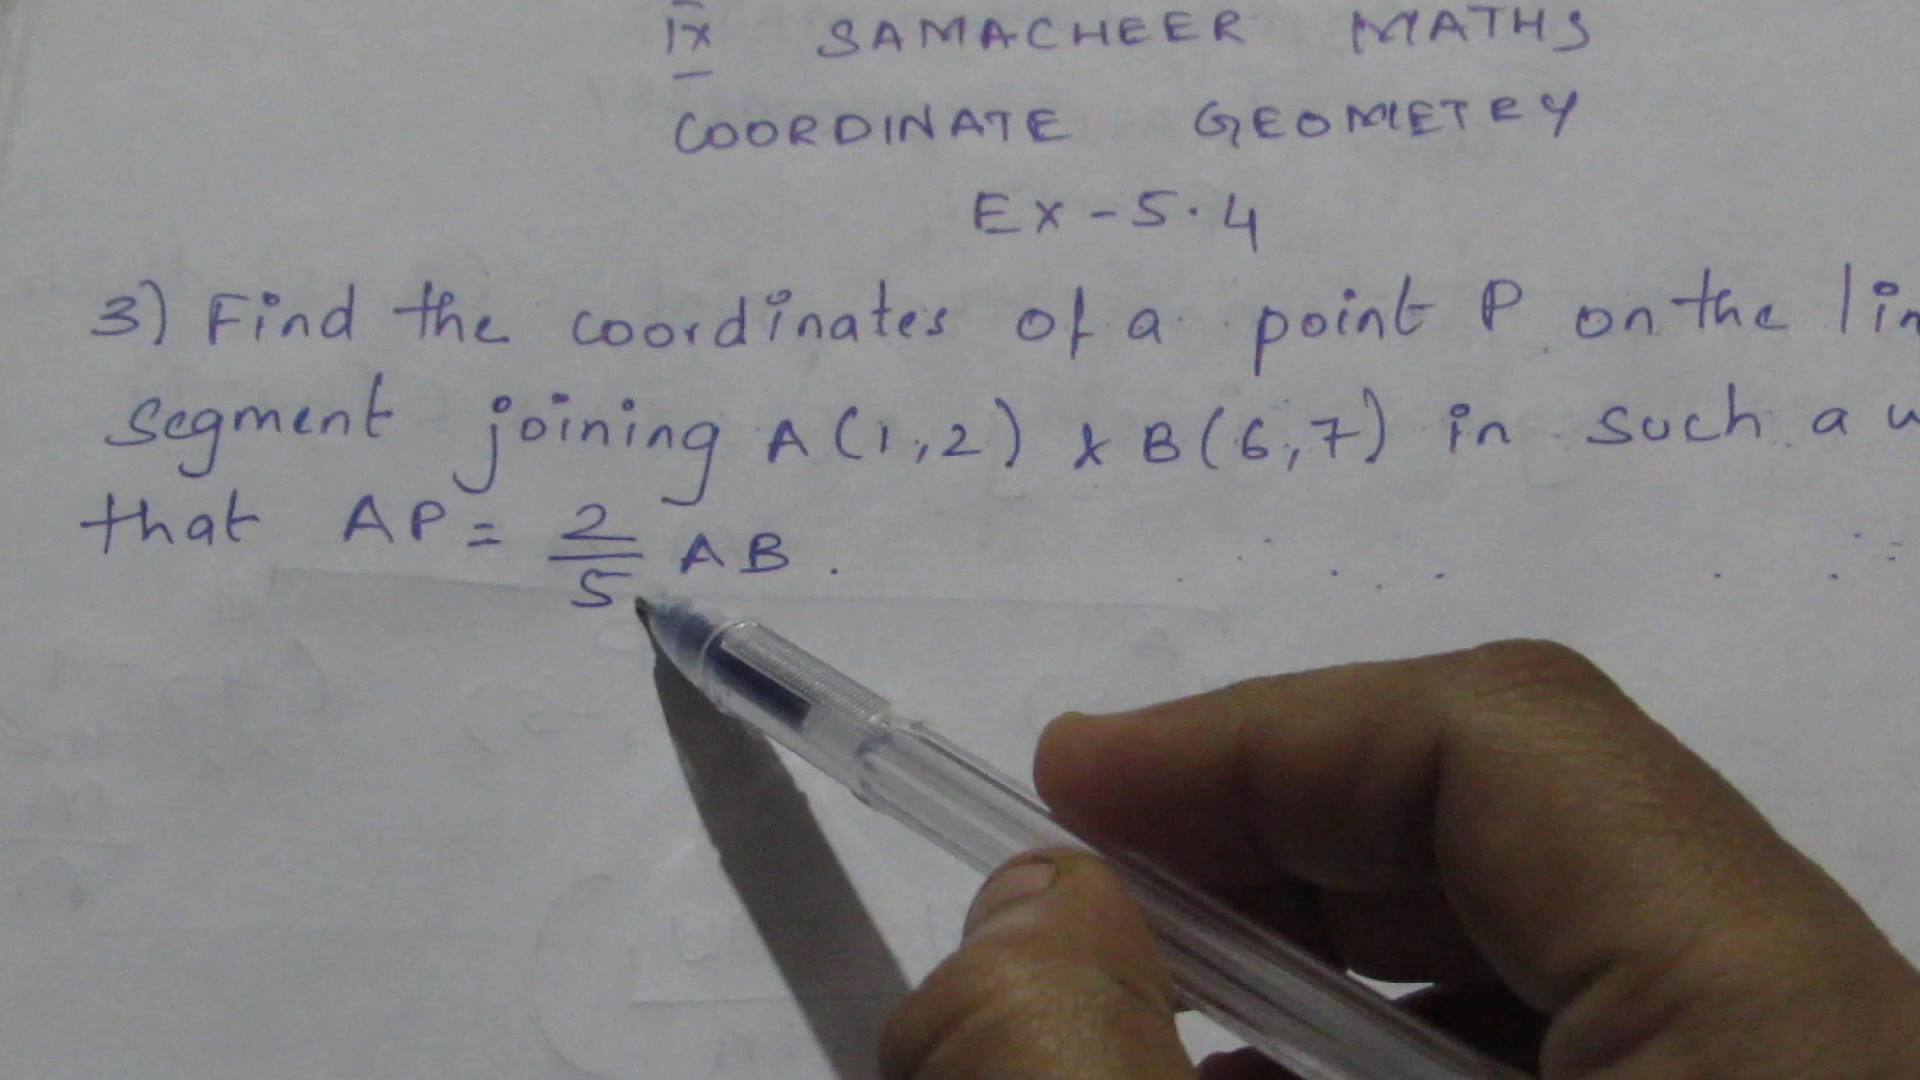 IX SAMACHEER MATHS
COORDINATE GEOMETRY
EX-5.4
3) Find the coordinates of a point P on the lin
segment joining A(1,2) & B(6,7) in such a w
that AP = 2/5 AB.